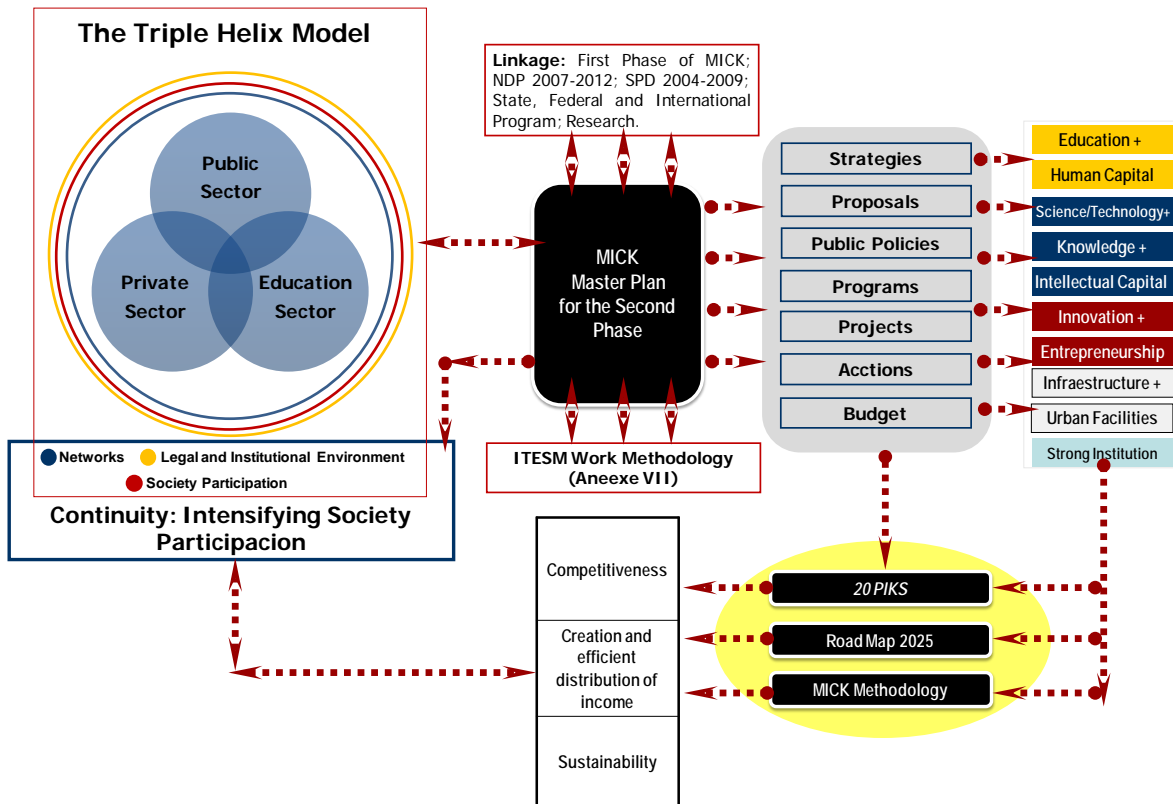 The Triple Helix Model
Public
Sector
Private
Sector
Education
Sector
Networks
Legal and Institutional Environment
Society Participation
Continuity: Intensifying Society
Participacion
Linkage: First Phase of MICK;
NDP 2007-2012; SPD 2004-2009;
State, Federal and International
Program; Research.
MICK
Master Plan
for the Second
Phase
ITESM Work Methodology
(Aneexe VII)
Strategies
Proposals
Public Policies
Programs
Projects
Acctions
Budget
Education +
Human Capital
Science/Technology+
Knowledge +
Intellectual Capital
Innovation +
Entrepreneurship
Infraestructure +
Urban Facilities
Strong Institution
Competitiveness
Creation and
efficient
distribution of
income
Sustainability
20 PIKS
Road Map 2025
MICK Methodology